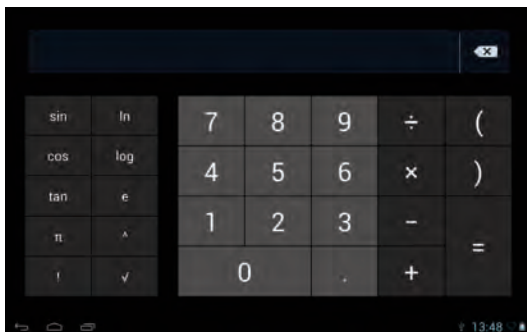 sin ln 7 8 9 ÷ (
cos log 4 5 6 × )
tan e 1 2 3 −
π ^ =
! √ 0 . +
13:48